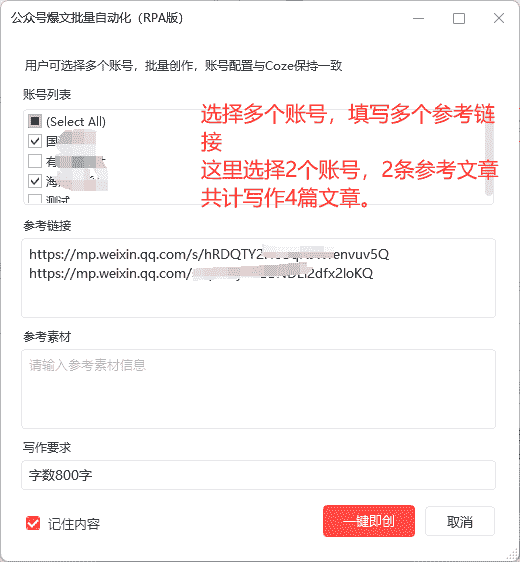 公众号爆文批量自动化（RPA版）
用户可选择多个账号，批量创作，账号配置与Coze保持一致
账号列表
(Select All)
国
有
海
测试
选择多个账号，填写多个参考链
接
这里选择2个账号，2条参考文章
共计写作4篇文章。
参考链接
https://mp.weixin.qq.com/s/hRDQTY2 envuv5Q
https://mp.weixin.qq.com/ 2dfx2loKQ
参考素材
请输入参考素材信息
写作要求
字数800字
记住内容
一键即创
取消